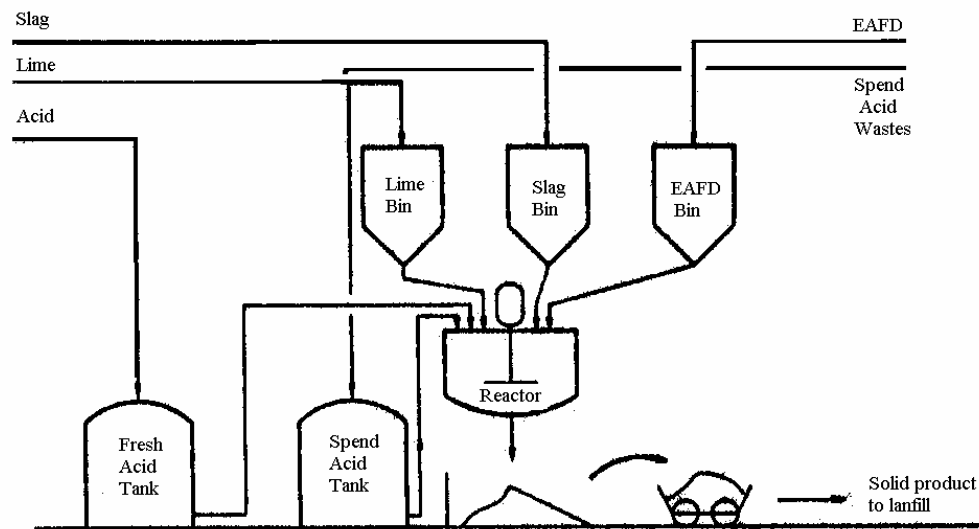 Slag
EAFD
Lime
Spend
Acid
Wastes
Acid
Lime
Bin
Slag
Bin
EAFD
Bin
Reactor
Fresh
Acid
Tank
Spend
Acid
Tank
Solid product
to lanfill